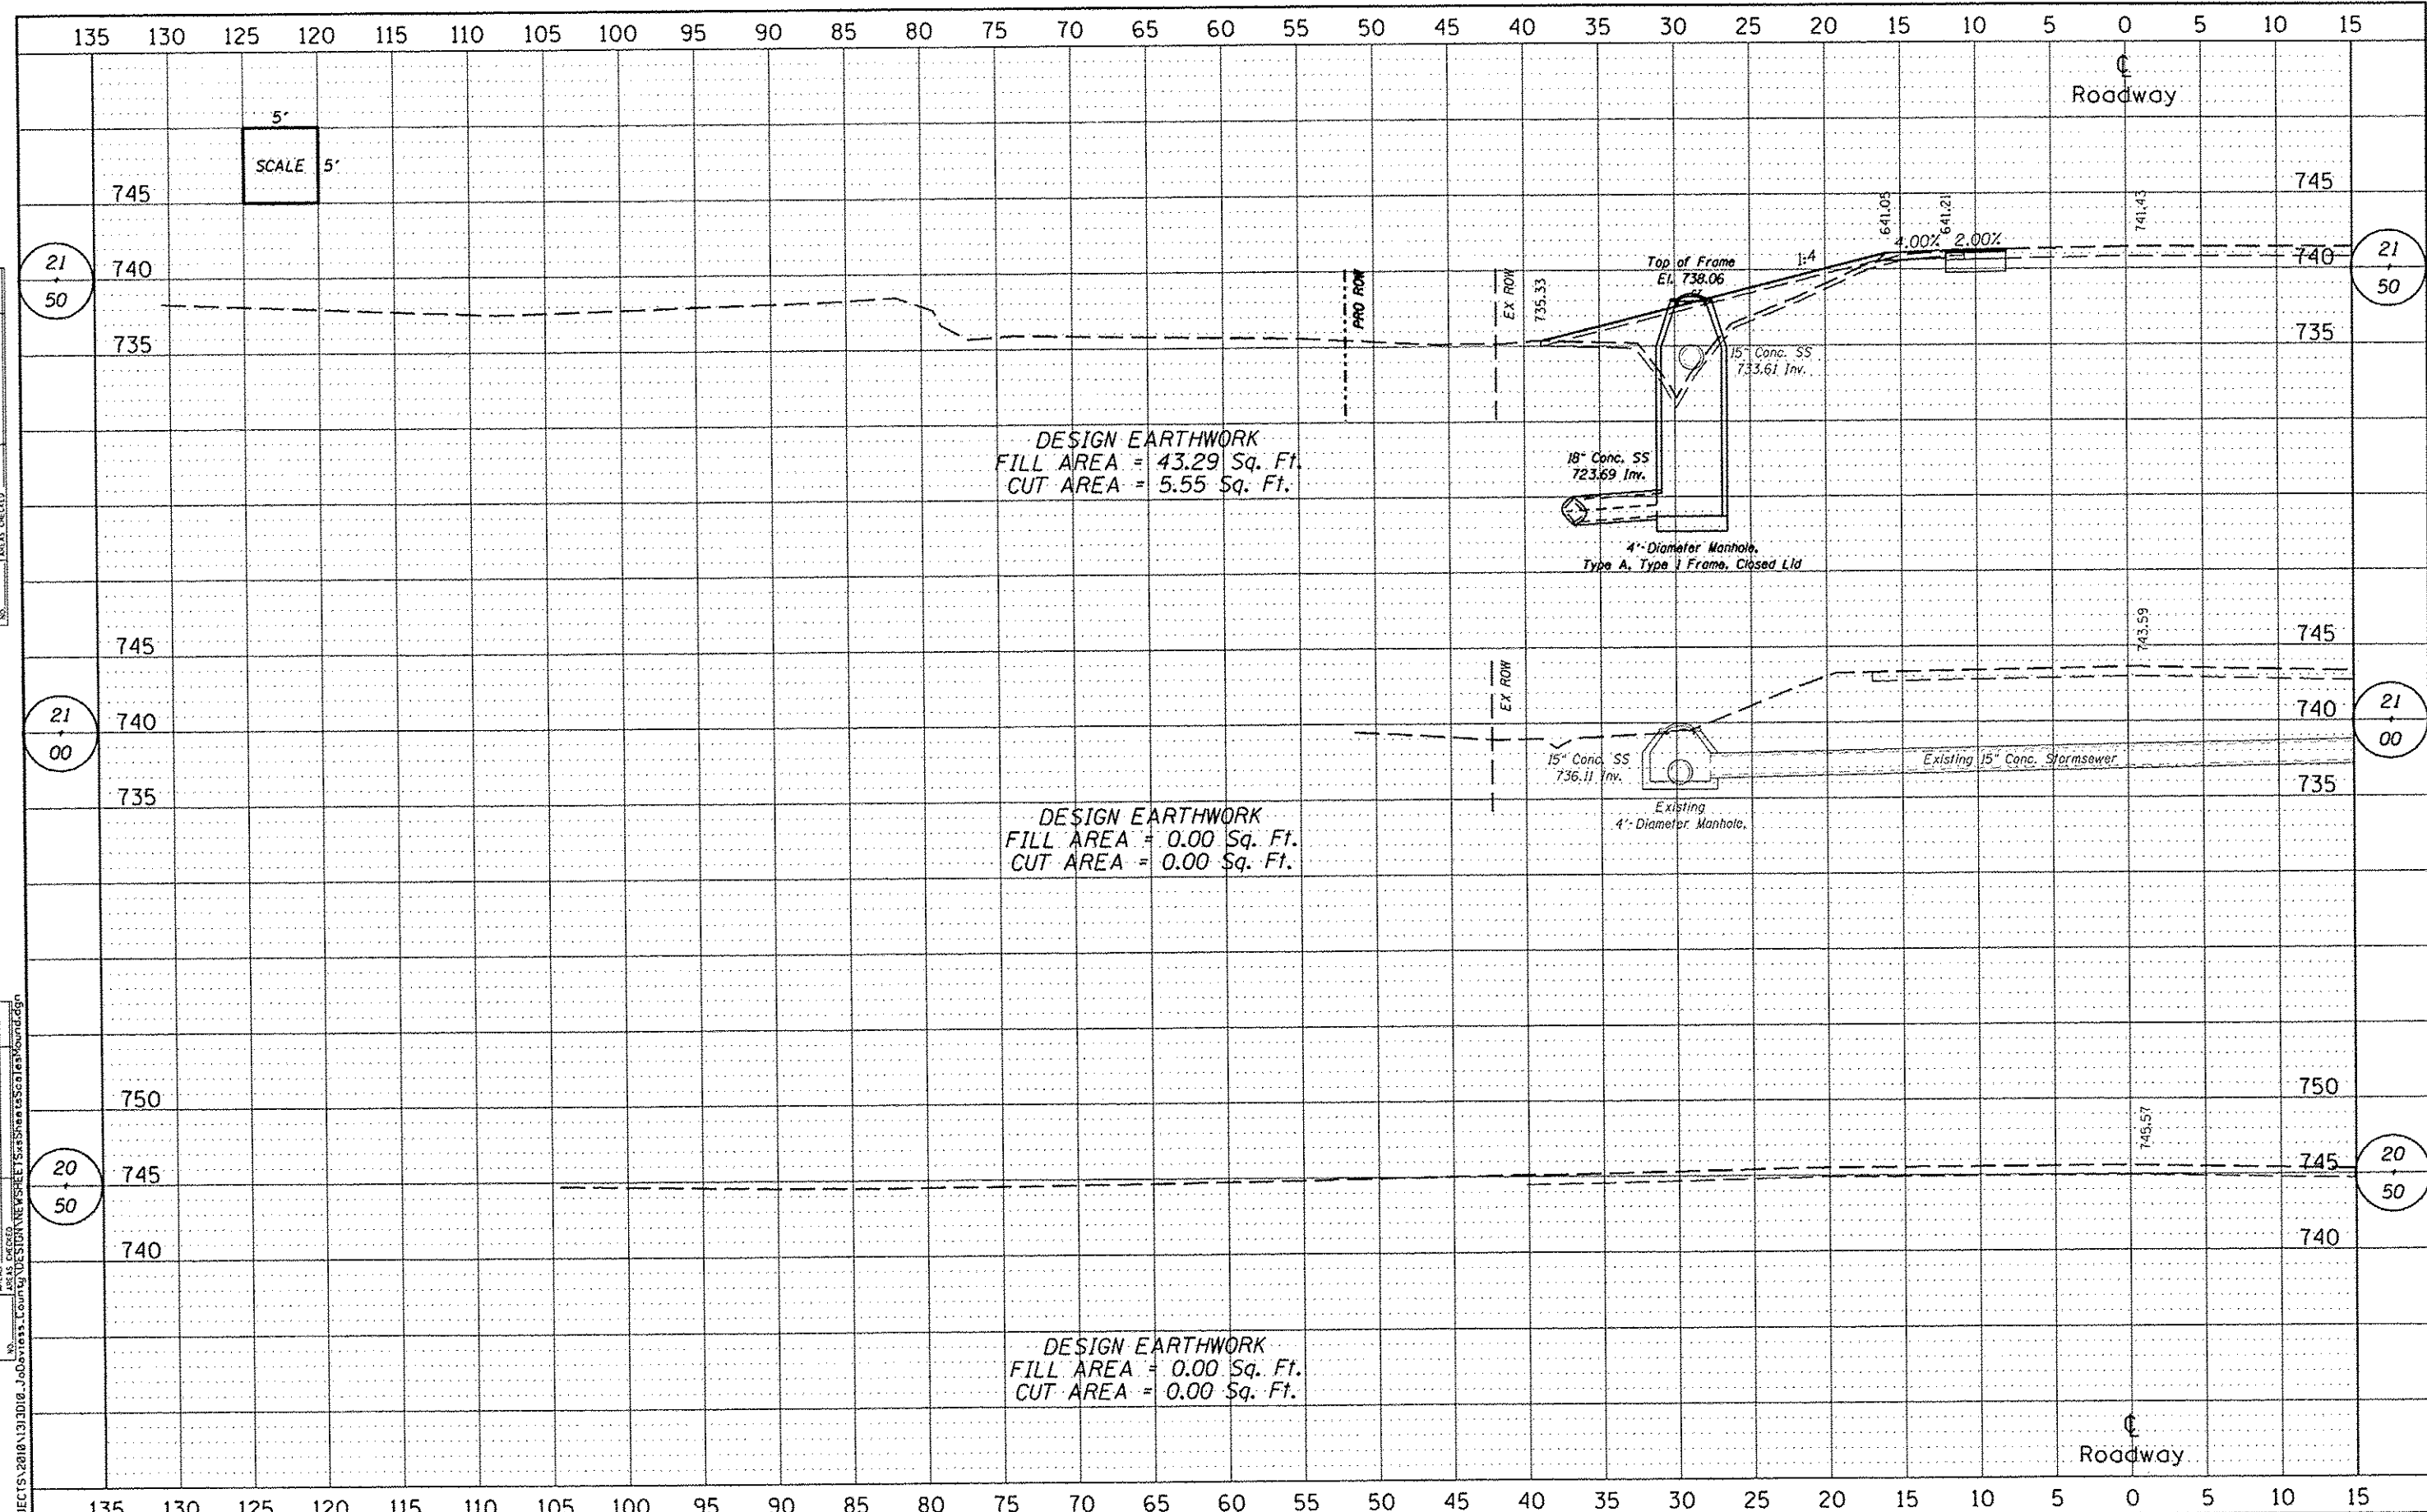 135 130 125 120 115 110 105 100 95 90 85 80 75 70 65 60 55 50 45 40 35 30 25 20 15 10 5 0 5 10 15
℄
Roadway
5'
SCALE 5'
745 745
641.05
641.21
741.43
4.00% 2.00%
1:4
21
+
50
740 740
21
+
50
PRO ROW
EX ROW
735.33
Top of Frame
El. 738.06
735 735
15" Conc. SS
733.61 Inv.
DESIGN EARTHWORK
FILL AREA = 43.29 Sq. Ft.
CUT AREA = 5.55 Sq. Ft.
18" Conc. SS
723.69 Inv.
4'-Diameter Manhole,
Type A, Type 1 Frame, Closed Lid
745 745
743.59
EX ROW
21
+
00
740 740
21
+
00
15" Conc. SS
736.11 Inv.
Existing 15" Conc. Stormsewer
735 735
Existing
4'-Diameter Manhole,
DESIGN EARTHWORK
FILL AREA = 0.00 Sq. Ft.
CUT AREA = 0.00 Sq. Ft.
750 750
745.57
20
+
50
745 745
20
+
50
740 740
DESIGN EARTHWORK
FILL AREA = 0.00 Sq. Ft.
CUT AREA = 0.00 Sq. Ft.
℄
Roadway
135 130 125 120 115 110 105 100 95 90 85 80 75 70 65 60 55 50 45 40 35 30 25 20 15 10 5 0 5 10 15
NO.
AREAS CHECKED
NO.
AREAS CHECKED